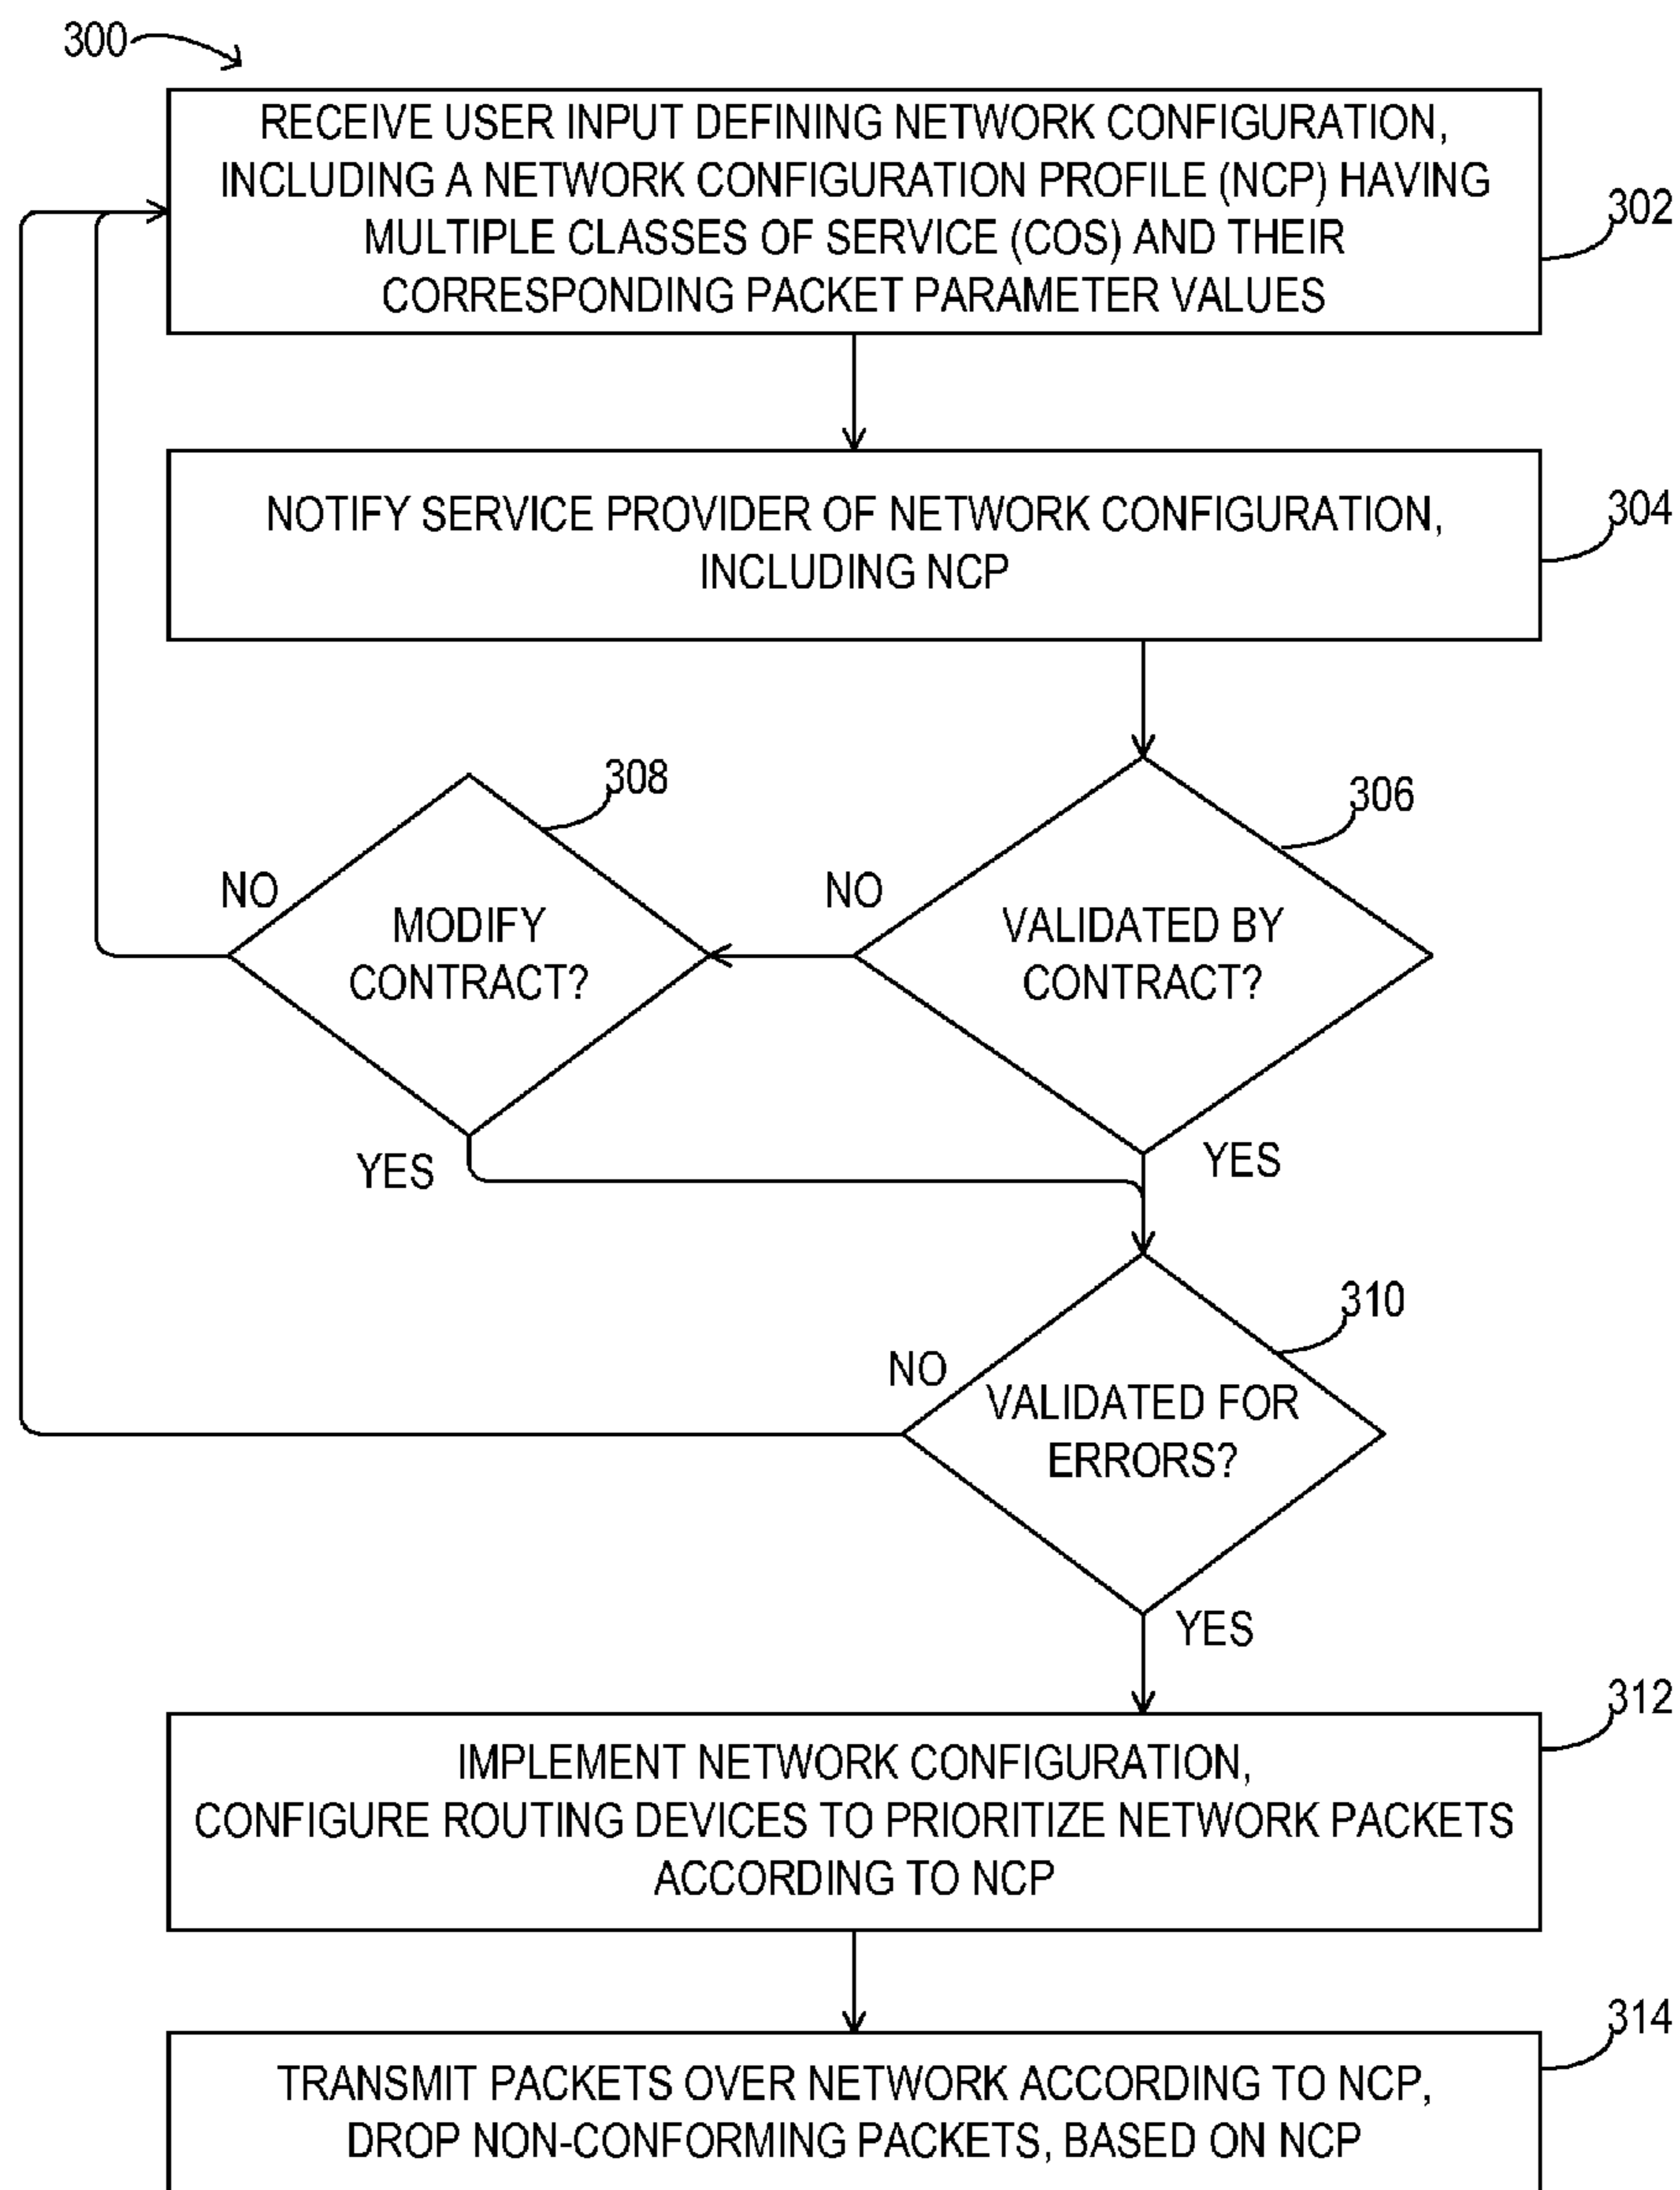 300
RECEIVE USER INPUT DEFINING NETWORK CONFIGURATION,
INCLUDING A NETWORK CONFIGURATION PROFILE (NCP) HAVING
MULTIPLE CLASSES OF SERVICE (COS) AND THEIR
CORRESPONDING PACKET PARAMETER VALUES
302
NOTIFY SERVICE PROVIDER OF NETWORK CONFIGURATION,
INCLUDING NCP
304
308
306
NO
MODIFY
CONTRACT?
NO
VALIDATED BY
CONTRACT?
YES
YES
310
NO
VALIDATED FOR
ERRORS?
YES
312
IMPLEMENT NETWORK CONFIGURATION,
CONFIGURE ROUTING DEVICES TO PRIORITIZE NETWORK PACKETS
ACCORDING TO NCP
314
TRANSMIT PACKETS OVER NETWORK ACCORDING TO NCP,
DROP NON-CONFORMING PACKETS, BASED ON NCP